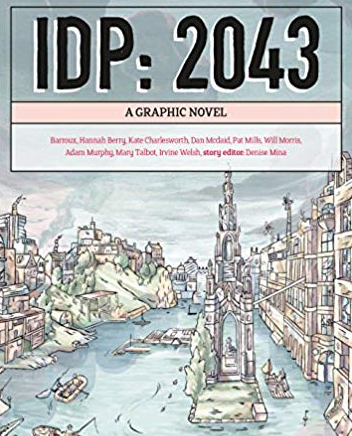 IDP: 2043
A GRAPHIC NOVEL
Barroux, Hannah Berry, Kate Charlesworth, Dan Mcdaid, Pat Mills, Will Morris,
Adam Murphy, Mary Talbot, Irvine Welsh, story editor: Denise Mina